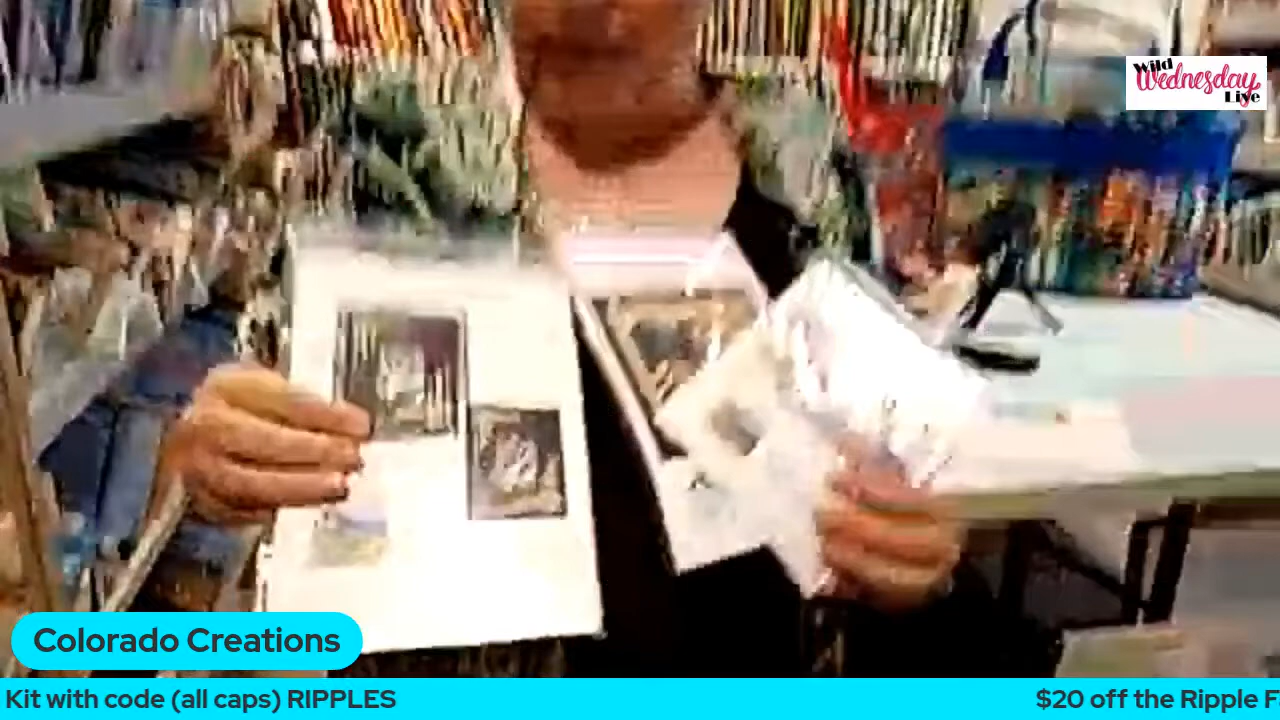 Wild
Wednesday
Live
Colorado Creations
Kit with code (all caps) RIPPLES
$20 off the Ripple F